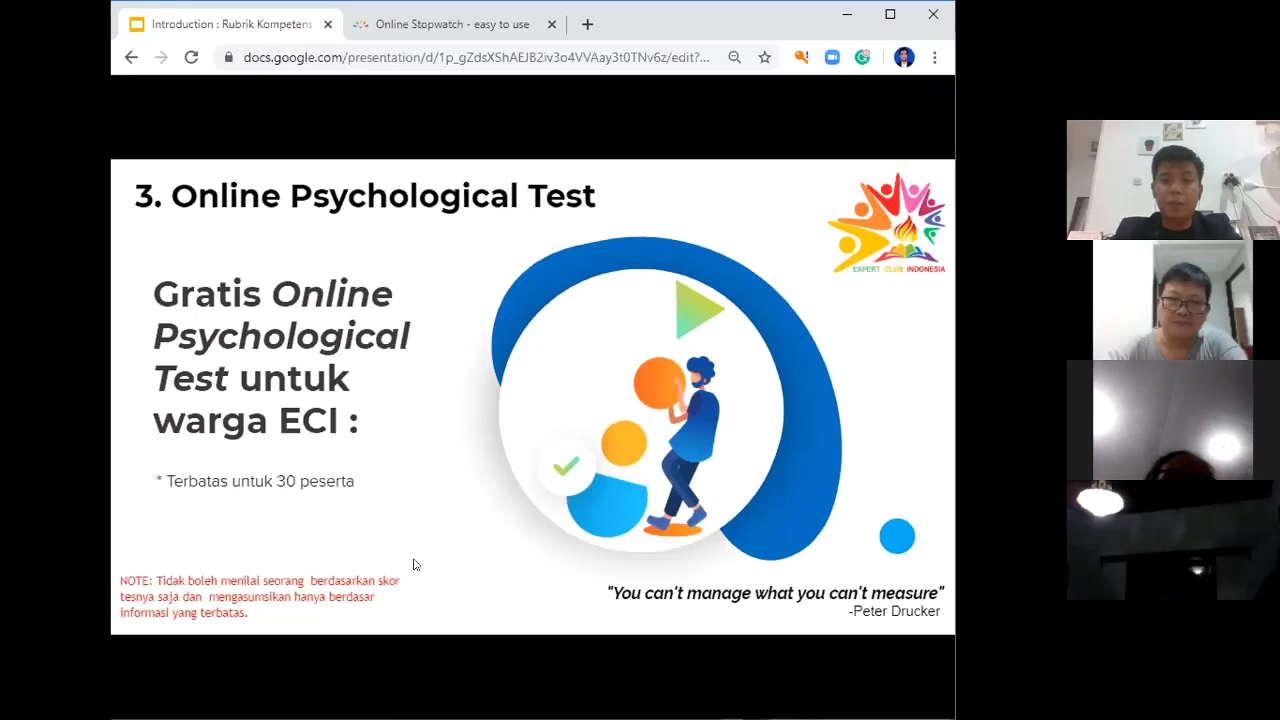 Introduction : Rubrik Kompetens
Online Stopwatch - easy to use
docs.google.com/presentation/d/1p_gZdsXShAEJB2iv3o4VVAay3t0TNv6z/edit?...
3. Online Psychological Test
EXPERT CLUB INDONESIA
Gratis Online
Psychological
Test untuk
warga ECI :
* Terbatas untuk 30 peserta
NOTE: Tidak boleh menilai seorang berdasarkan skor
tesnya saja dan mengasumsikan hanya berdasar
informasi yang terbatas.
"You can't manage what you can't measure"
-Peter Drucker